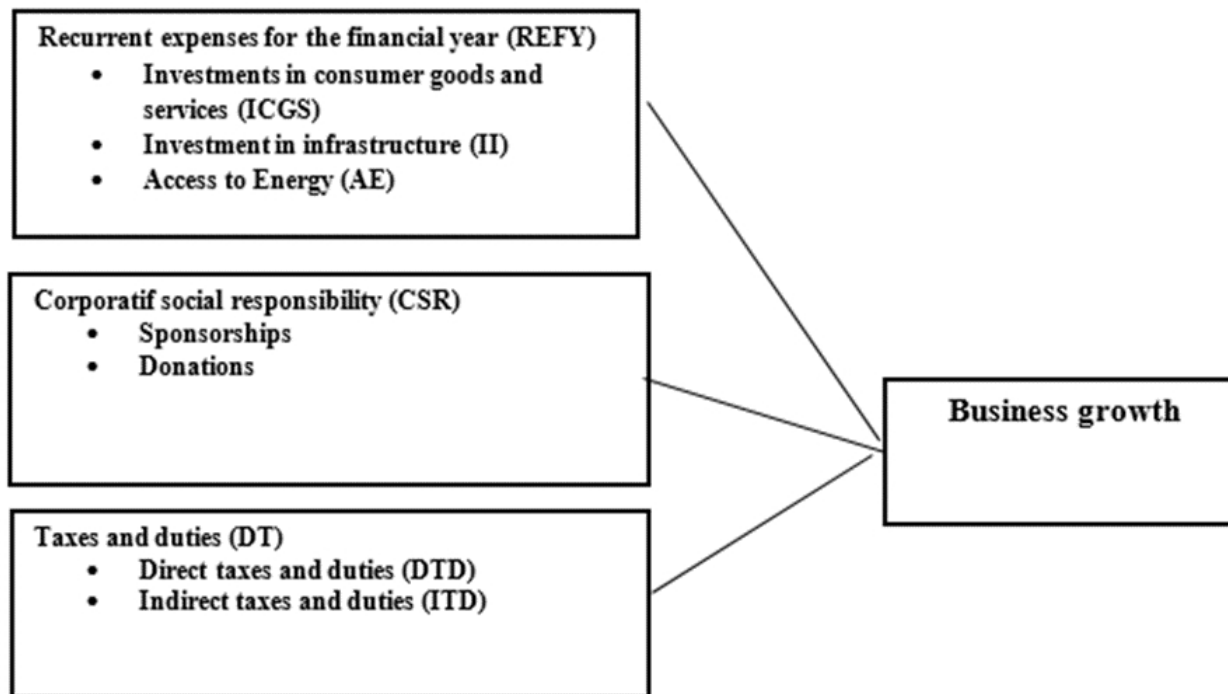 Recurrent expenses for the financial year (REFY)
• Investments in consumer goods and
services (ICGS)
• Investment in infrastructure (II)
• Access to Energy (AE)
Corporatif social responsibility (CSR)
• Sponsorships
• Donations
Business growth
Taxes and duties (DT)
• Direct taxes and duties (DTD)
• Indirect taxes and duties (ITD)